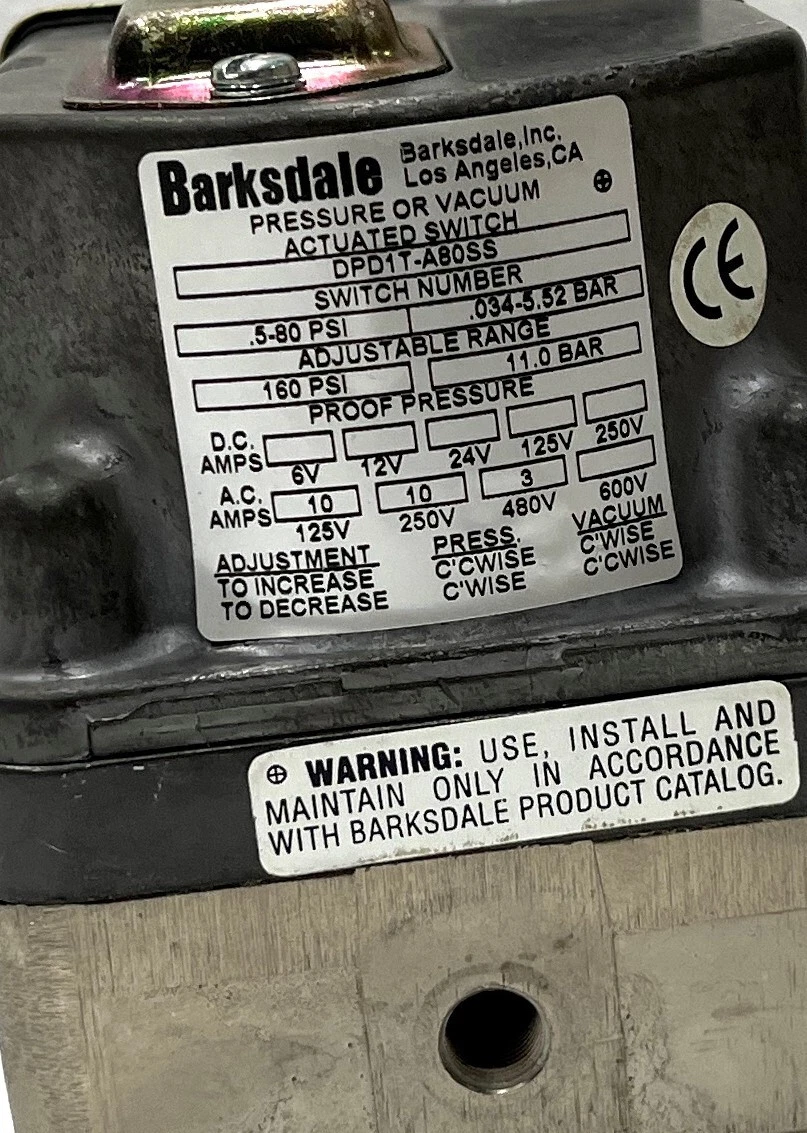 Barksdale
Barksdale,Inc.
Los Angeles,CA
PRESSURE OR VACUUM
ACTUATED SWITCH
DPD1T-A80SS
SWITCH NUMBER
.5-80 PSI .034-5.52 BAR
ADJUSTABLE RANGE
160 PSI 11.0 BAR
PROOF PRESSURE
D.C.
AMPS
6V 12V 24V 125V 250V
A.C.
AMPS 10 10 3
125V 250V 480V 600V
ADJUSTMENT PRESS. VACUUM
TO INCREASE C'CWISE C'WISE
TO DECREASE C'WISE C'CWISE
CE
WARNING: USE, INSTALL AND
MAINTAIN ONLY IN ACCORDANCE
WITH BARKSDALE PRODUCT CATALOG.